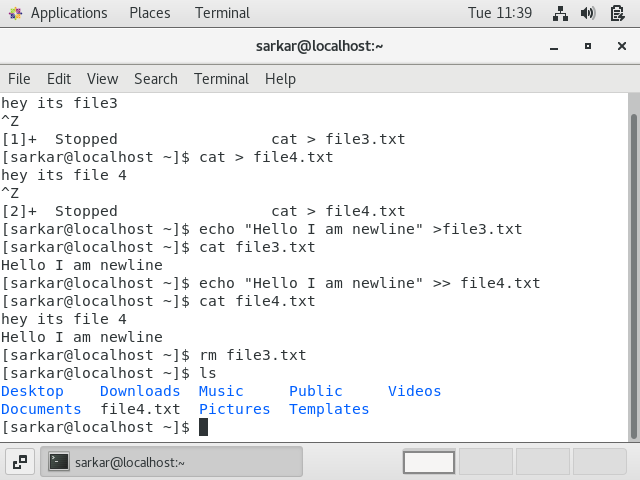 Applications Places Terminal Tue 11:39
sarkar@localhost:~
File Edit View Search Terminal Help
hey its file3
^Z
[1]+  Stopped                 cat > file3.txt
[sarkar@localhost ~]$ cat > file4.txt
hey its file 4
^Z
[2]+  Stopped                 cat > file4.txt
[sarkar@localhost ~]$ echo "Hello I am newline" >file3.txt
[sarkar@localhost ~]$ cat file3.txt
Hello I am newline
[sarkar@localhost ~]$ echo "Hello I am newline" >> file4.txt
[sarkar@localhost ~]$ cat file4.txt
hey its file 4
Hello I am newline
[sarkar@localhost ~]$ rm file3.txt
[sarkar@localhost ~]$ ls
Desktop    Downloads  Music     Public     Videos
Documents  file4.txt  Pictures  Templates
[sarkar@localhost ~]$
sarkar@localhost:~